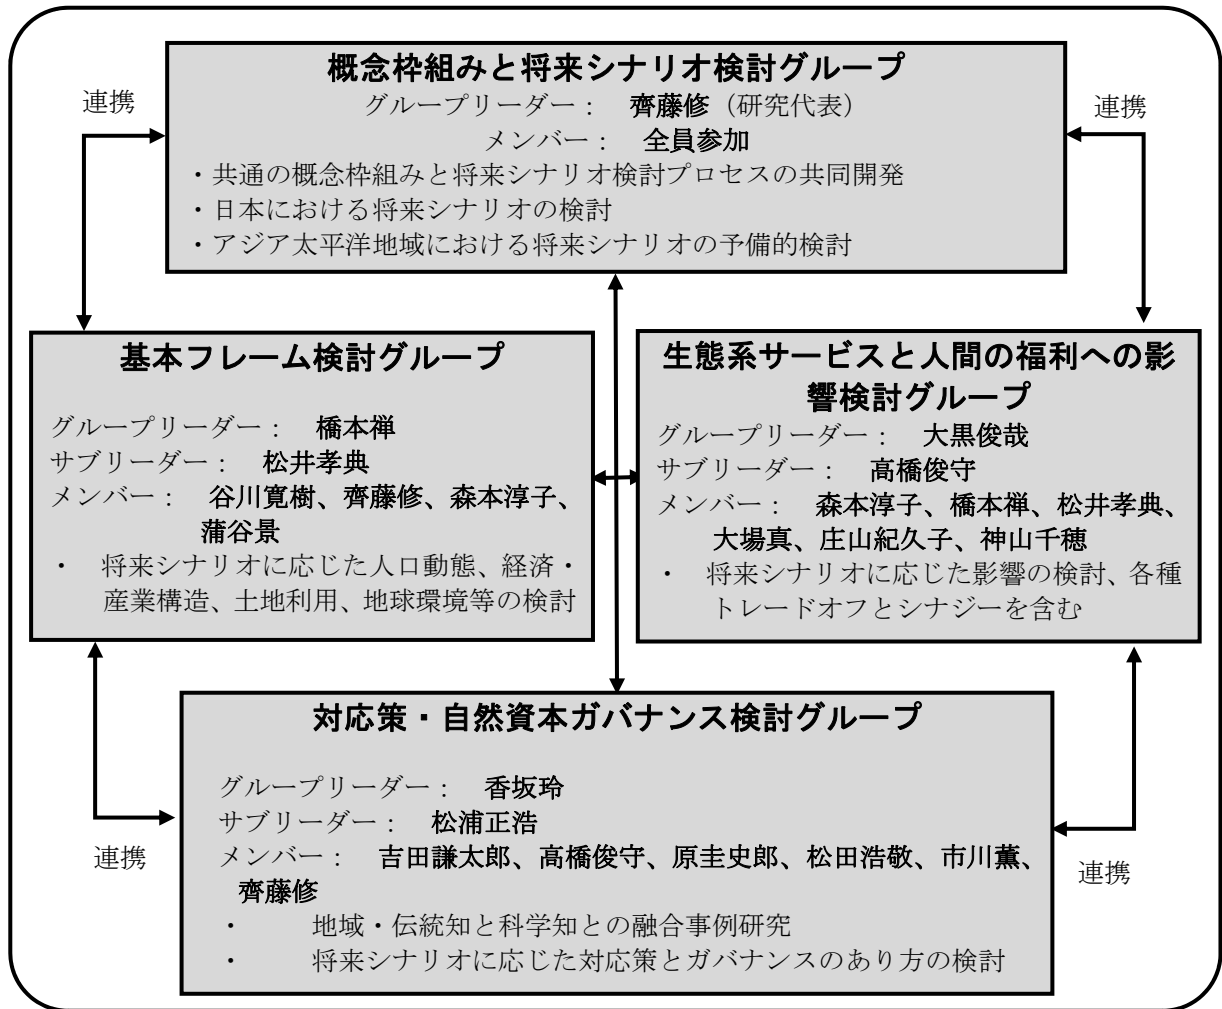 概念枠組みと将来シナリオ検討グループ
グループリーダー： 齊藤修（研究代表）
メンバー： 全員参加
・共通の概念枠組みと将来シナリオ検討プロセスの共同開発
・日本における将来シナリオの検討
・アジア太平洋地域における将来シナリオの予備的検討
連携
連携
基本フレーム検討グループ
グループリーダー： 橋本禅
サブリーダー： 松井孝典
メンバー： 谷川寛樹、齊藤修、森本淳子、
蒲谷景
・ 将来シナリオに応じた人口動態、経済・
産業構造、土地利用、地球環境等の検討
生態系サービスと人間の福利への影
響検討グループ
グループリーダー： 大黒俊哉
サブリーダー： 高橋俊守
メンバー： 森本淳子、橋本禅、松井孝典、
大場真、庄山紀久子、神山千穂
・ 将来シナリオに応じた影響の検討、各種
トレードオフとシナジーを含む
対応策・自然資本ガバナンス検討グループ
グループリーダー： 香坂玲
サブリーダー： 松浦正浩
メンバー： 吉田謙太郎、高橋俊守、原圭史郎、松田浩敬、市川薫、
齊藤修
・ 地域・伝統知と科学知との融合事例研究
・ 将来シナリオに応じた対応策とガバナンスのあり方の検討
連携
連携